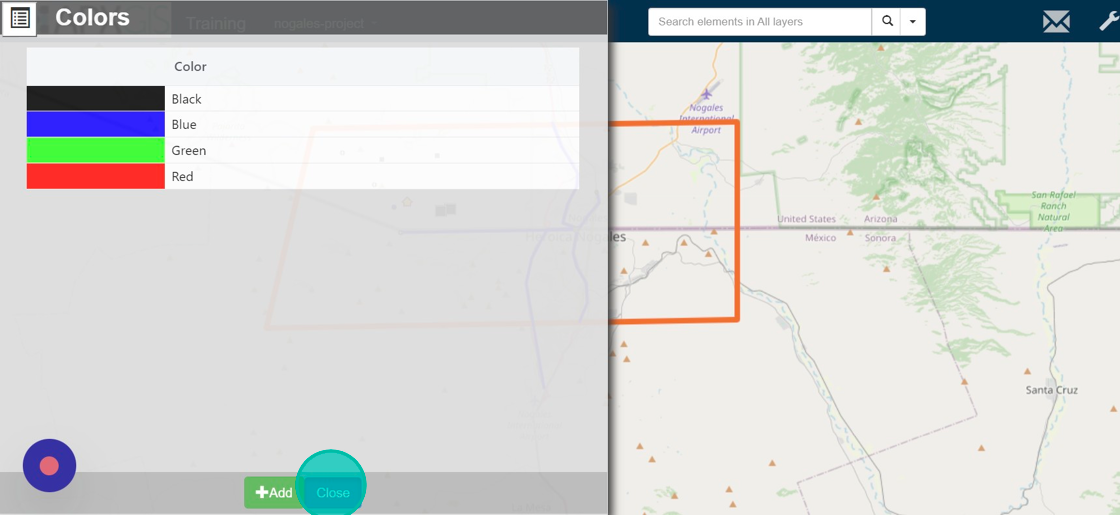 Colors
Training
nogales-project
Search elements in All layers
Color
Black
Blue
Green
Red
Nogales
International
Airport
San Rafael
Ranch
Natural
Area
United States
Arizona
México
Sonora
Santa Cruz
+Add
Close